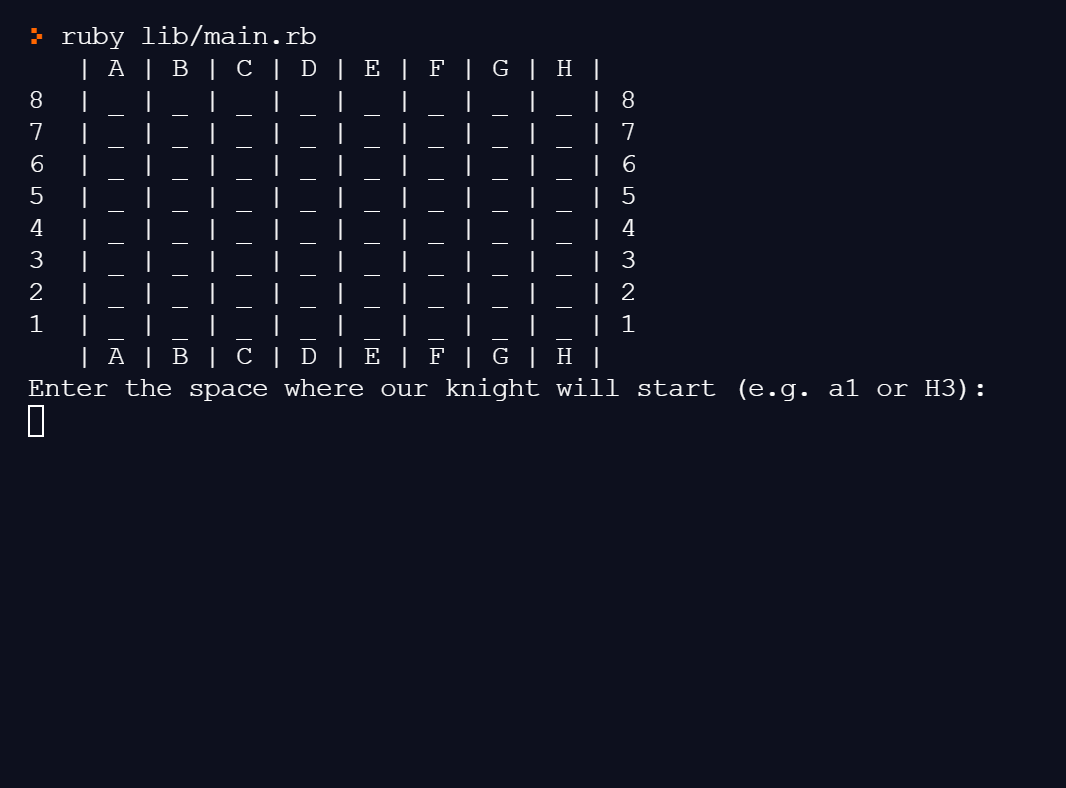 ruby lib/main.rb
| A | B | C | D | E | F | G | H |
8 | _ | _ | _ | _ | _ | _ | _ | _ | 8
7 | _ | _ | _ | _ | _ | _ | _ | _ | 7
6 | _ | _ | _ | _ | _ | _ | _ | _ | 6
5 | _ | _ | _ | _ | _ | _ | _ | _ | 5
4 | _ | _ | _ | _ | _ | _ | _ | _ | 4
3 | _ | _ | _ | _ | _ | _ | _ | _ | 3
2 | _ | _ | _ | _ | _ | _ | _ | _ | 2
1 | _ | _ | _ | _ | _ | _ | _ | _ | 1
| A | B | C | D | E | F | G | H |
Enter the space where our knight will start (e.g. a1 or H3):